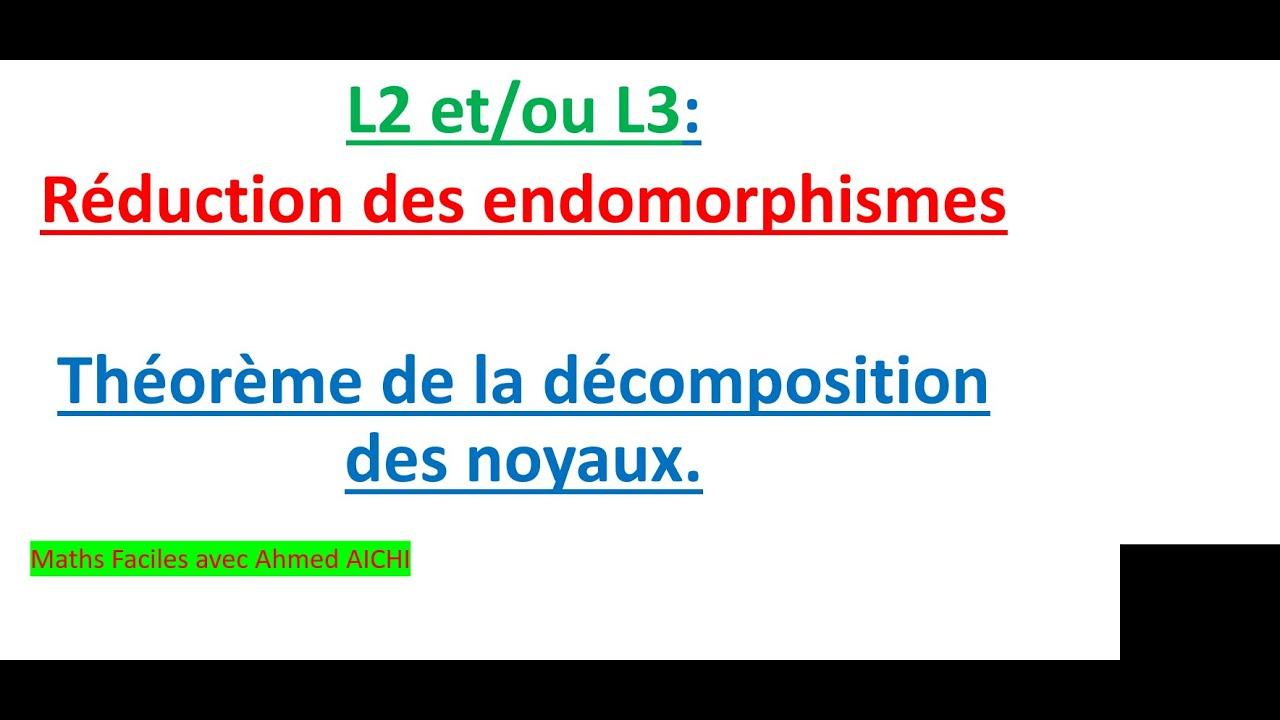 L2 et/ou L3:
Réduction des endomorphismes
Théorème de la décomposition
des noyaux.
Maths Faciles avec Ahmed AICHI